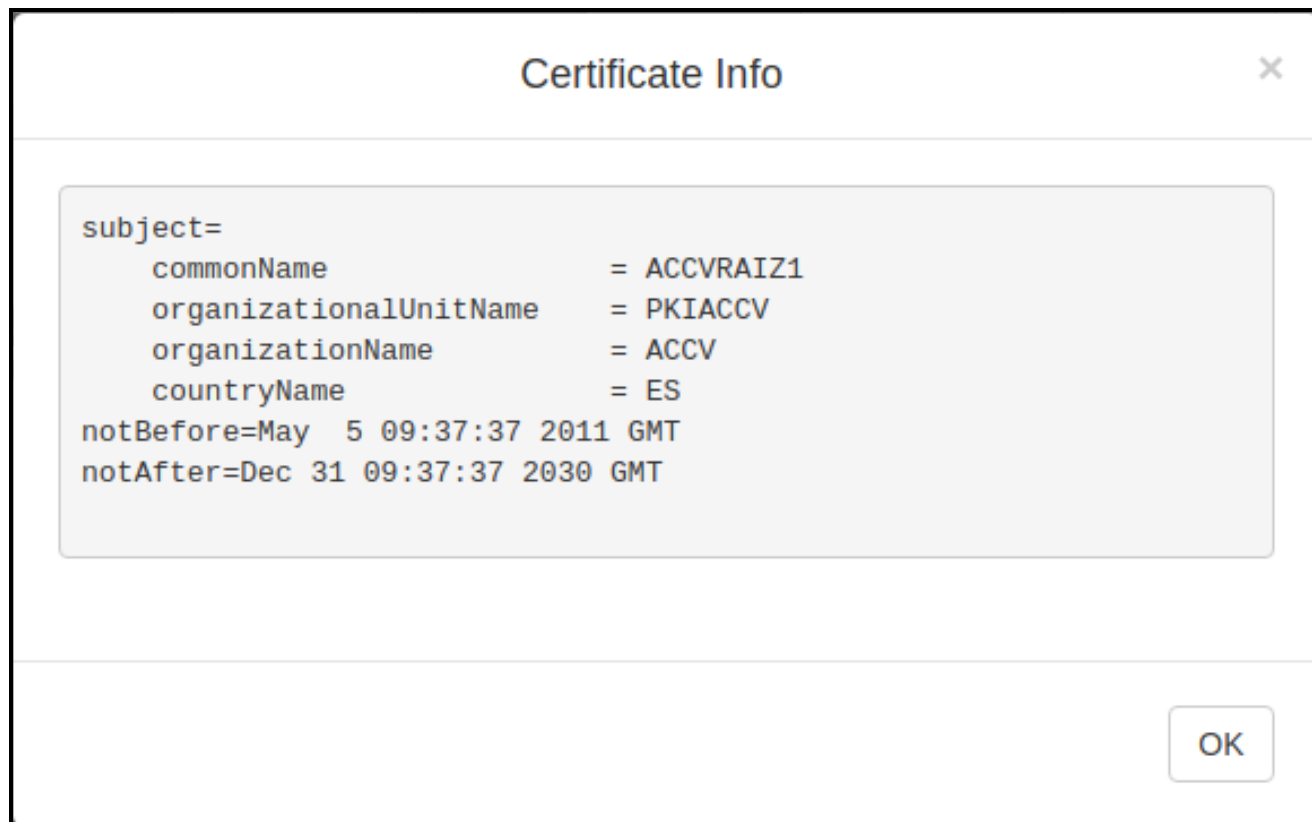 Certificate Info ×
subject=
    commonName                = ACCVRAIZ1
    organizationalUnitName    = PKIACCV
    organizationName          = ACCV
    countryName               = ES
notBefore=May  5 09:37:37 2011 GMT
notAfter=Dec 31 09:37:37 2030 GMT
OK